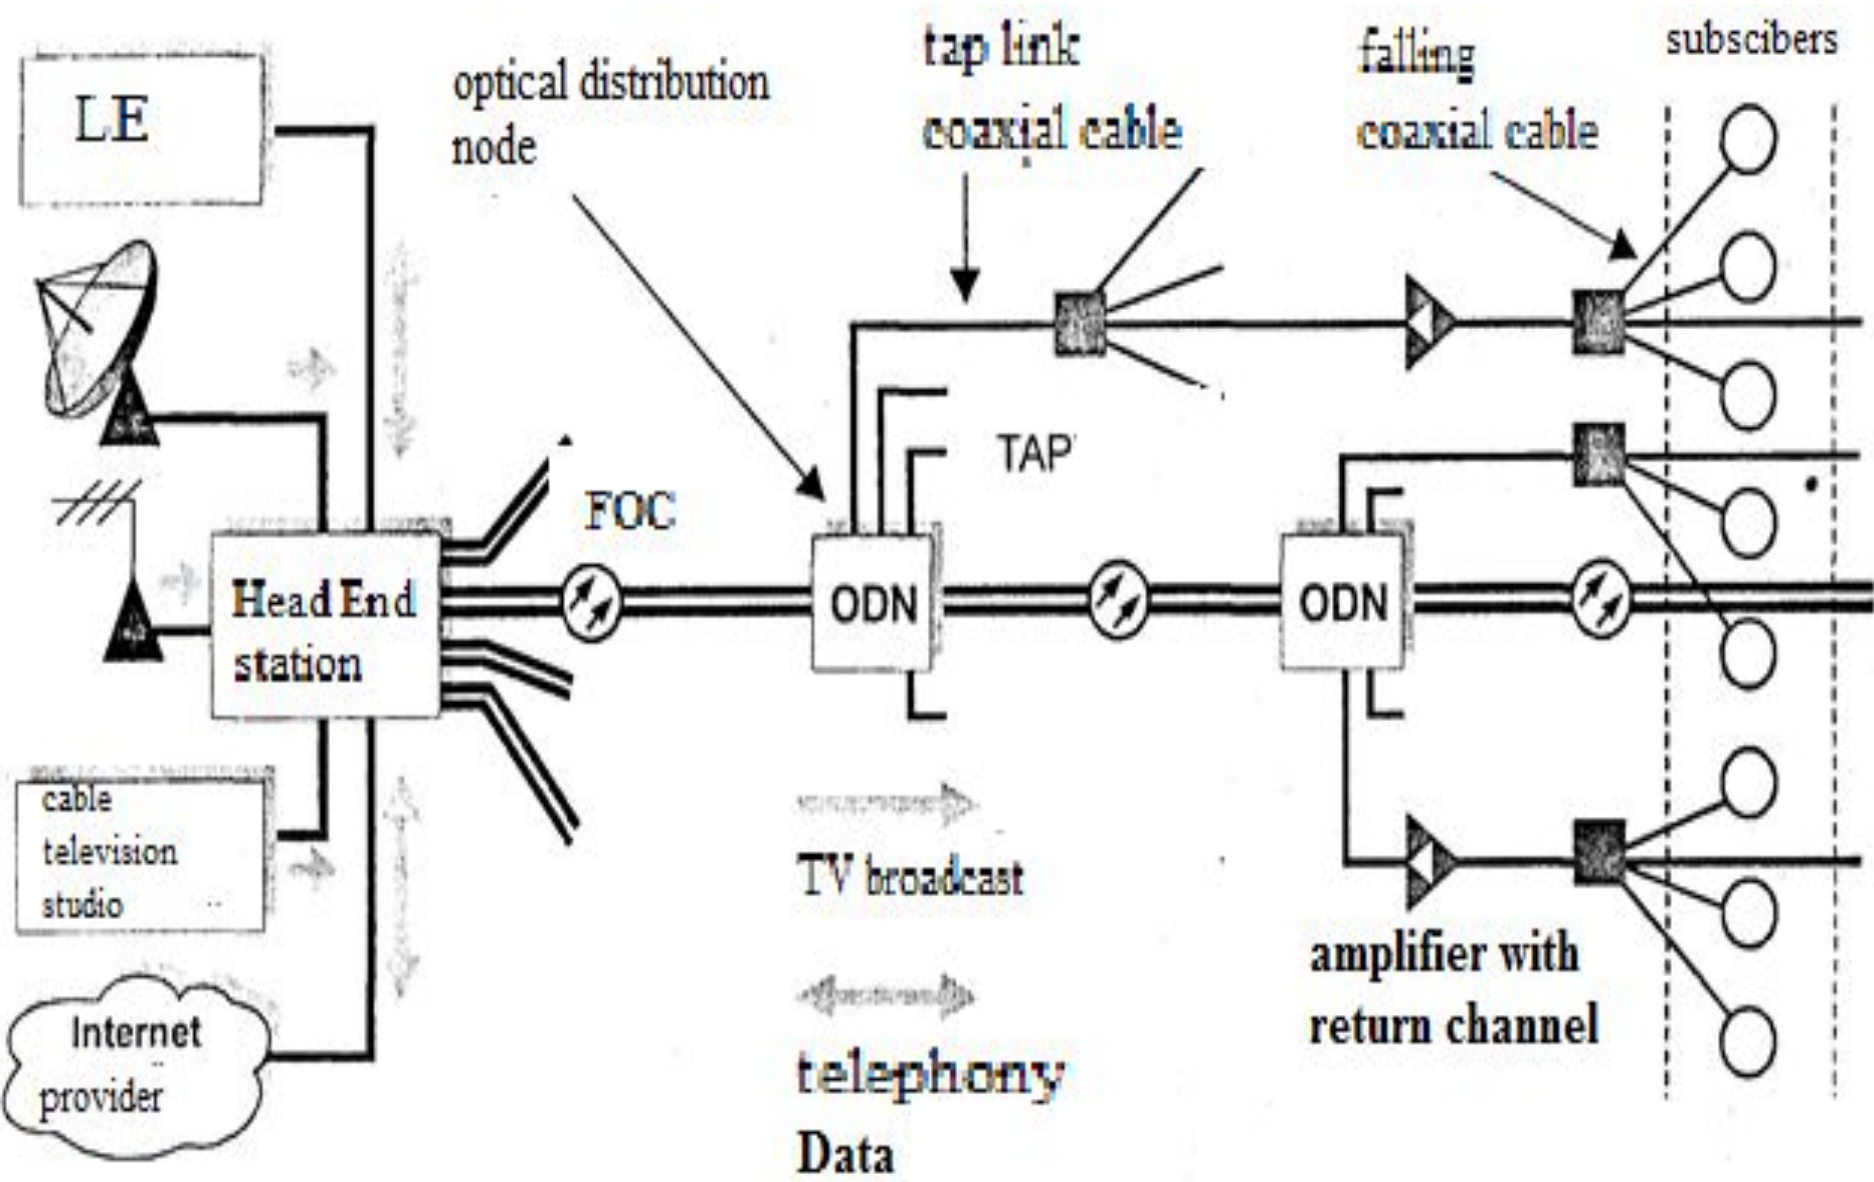 LE
optical distribution
node
tap link
coaxial cable
falling
coaxial cable
subscibers
TAP
FOC
Head End
station
ODN
ODN
cable
television
studio
TV broadcast
amplifier with
return channel
Internet
provider
telephony
Data